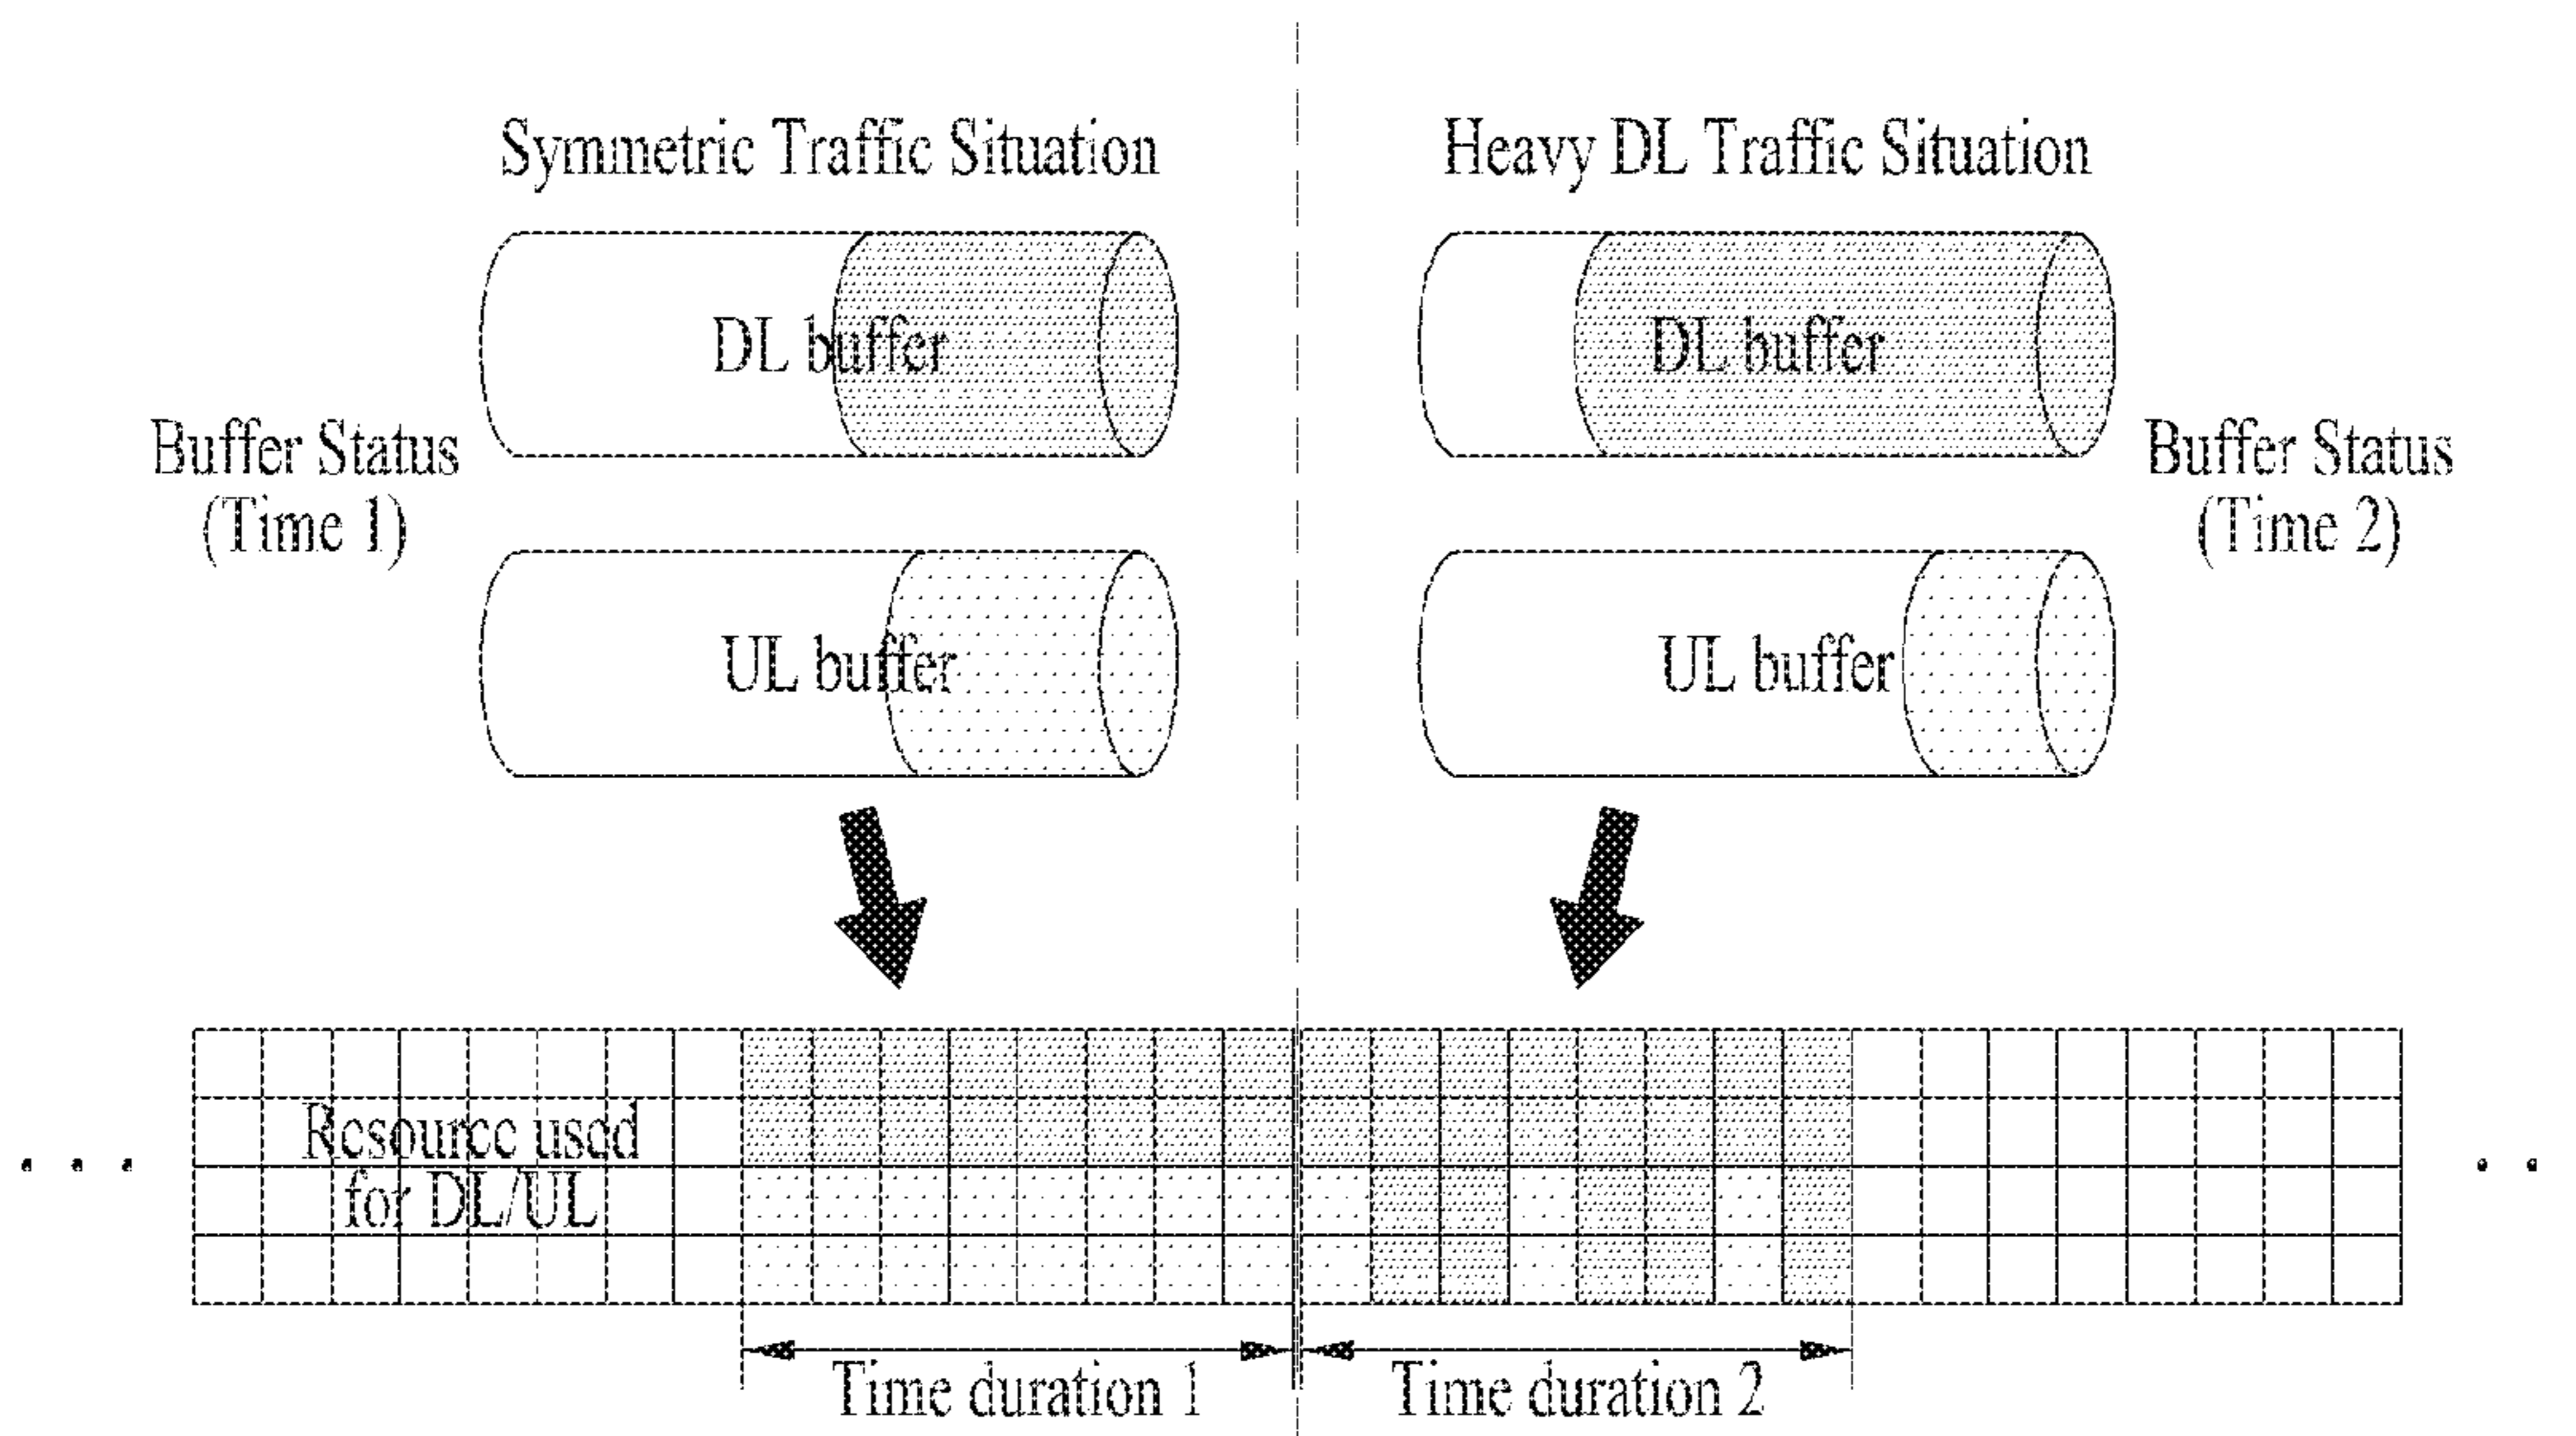 Symmetric Traffic Situation
DL buffer
Buffer Status
(Time 1)
UL buffer
Heavy DL Traffic Situation
DL buffer
Buffer Status
(Time 2)
UL buffer
Resource used
for DL/UL
Time duration 1
Time duration 2